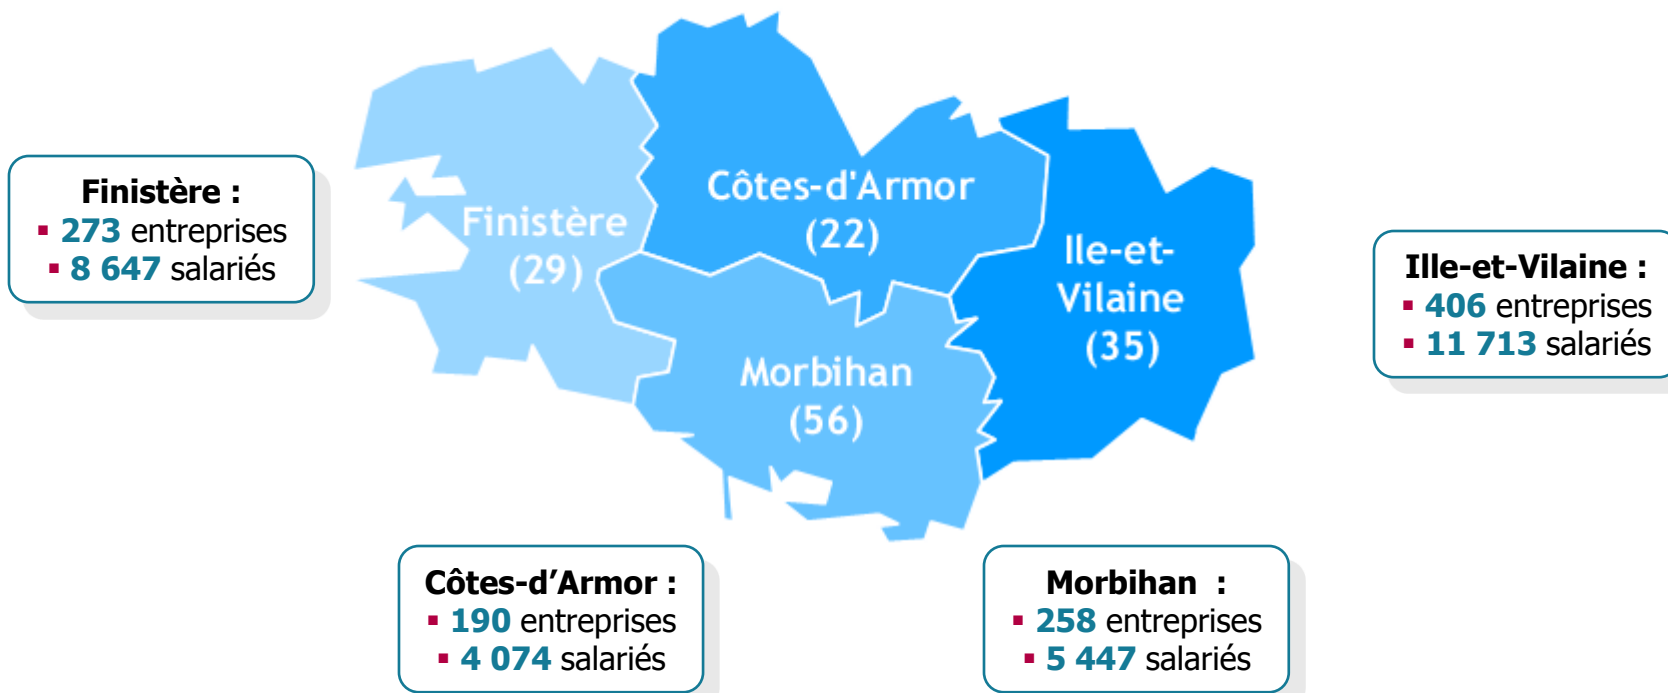 Côtes-d'Armor
(22)
Finistère
(29)
Ile-et-
Vilaine
(35)
Morbihan
(56)
Finistère :
▪ 273 entreprises
▪ 8 647 salariés
Ille-et-Vilaine :
▪ 406 entreprises
▪ 11 713 salariés
Côtes-d’Armor :
▪ 190 entreprises
▪ 4 074 salariés
Morbihan :
▪ 258 entreprises
▪ 5 447 salariés